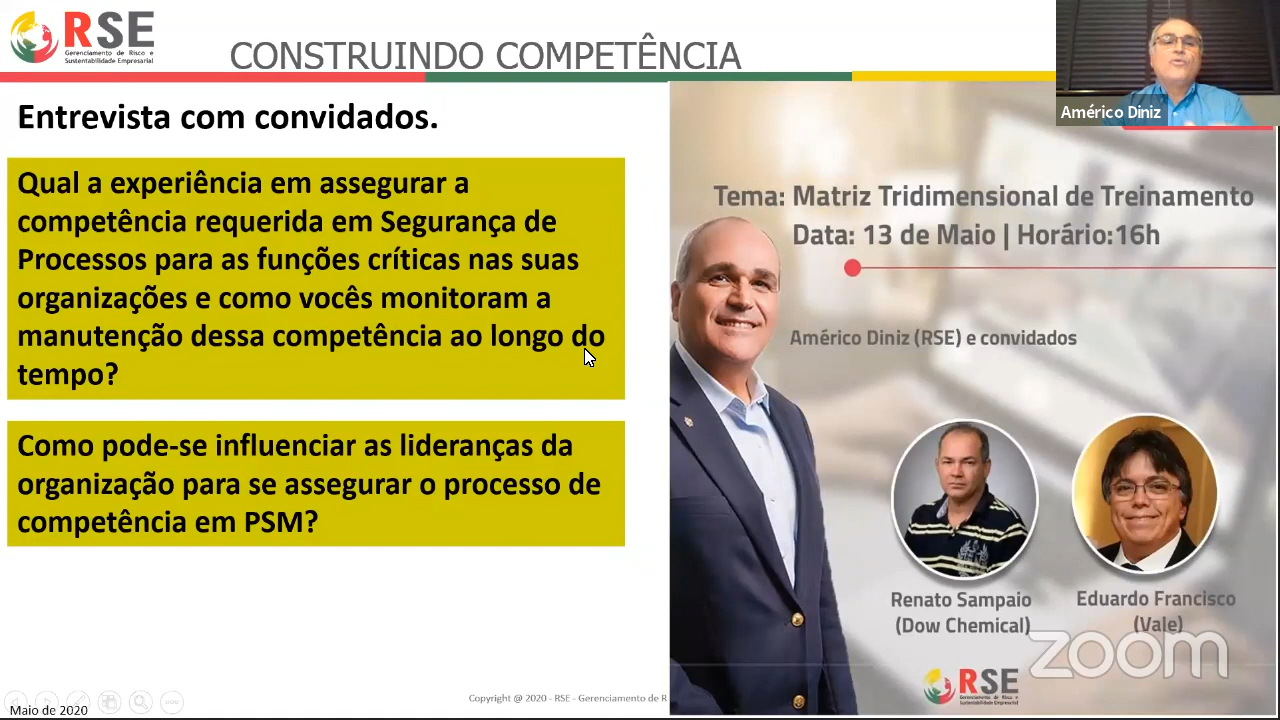 RSE
Gerenciamento de Risco e
Sustentabilidade Empresarial
CONSTRUINDO COMPETÊNCIA
Américo Diniz
Entrevista com convidados.
Qual a experiência em assegurar a
competência requerida em Segurança de
Processos para as funções críticas nas suas
organizações e como vocês monitoram a
manutenção dessa competência ao longo do
tempo?
Como pode-se influenciar as lideranças da
organização para se assegurar o processo de
competência em PSM?
Tema: Matriz Tridimensional de Treinamento
Data: 13 de Maio | Horário:16h
Américo Diniz (RSE) e convidados
Renato Sampaio
(Dow Chemical)
Eduardo Francisco
(Vale)
zoom
RSE
Gerenciamento de Risco e
Sustentabilidade Empresarial
Copyright @ 2020 - RSE - Gerenciamento de R
Maio de 2020